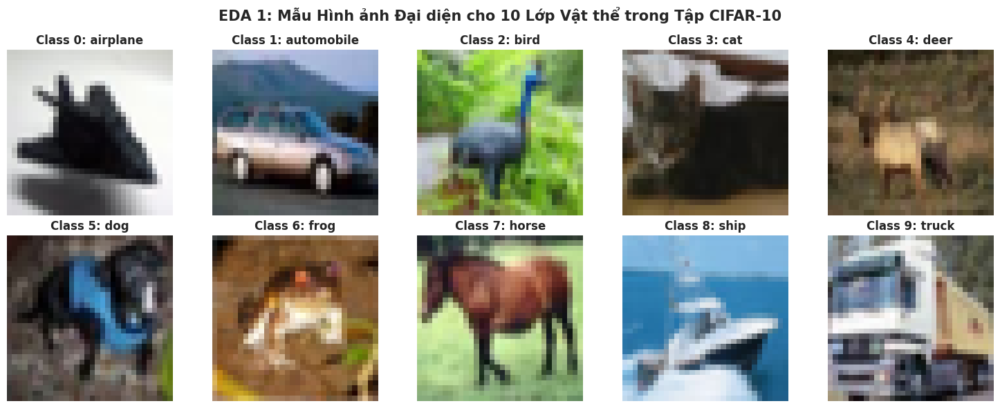 EDA 1: Mẫu Hình ảnh Đại diện cho 10 Lớp Vật thể trong Tập CIFAR-10
Class 0: airplane
Class 1: automobile
Class 2: bird
Class 3: cat
Class 4: deer
Class 5: dog
Class 6: frog
Class 7: horse
Class 8: ship
Class 9: truck